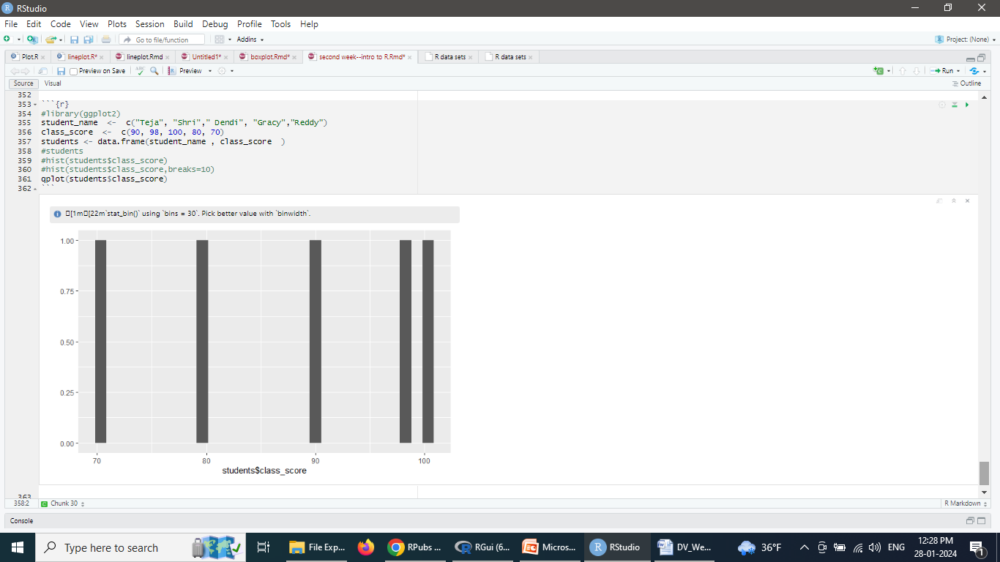 RStudio
File Edit Code View Plots Session Build Debug Profile Tools Help
Go to file/function Addins Project: (None)
Plot.R lineplot.R* lineplot.Rmd Untitled1* boxplot.Rmd* second week--intro to R.Rmd* R data sets R data sets
Preview on Save ABC Preview Run
Source Visual Outline
352
353 ```{r}
354 #library(ggplot2)
355 student_name <- c("Teja", "Shri"," Dendi", "Gracy","Reddy")
356 class_score <- c(90, 98, 100, 80, 70)
357 students <- data.frame(student_name , class_score )
358 #students
359 #hist(students$class_score)
360 #hist(students$class_score,breaks=10)
361 qplot(students$class_score)
362 ```
[1m[22m`stat_bin()` using `bins = 30`. Pick better value with `binwidth`.
1.00
0.75
0.50
0.25
0.00
70 80 90 100
students$class_score
363
358:2 Chunk 30 R Markdown
Console
Type here to search File Exp... RPubs ... RGui (6... Micros... RStudio DV_We... 36°F ENG 12:28 PM
28-01-2024 1